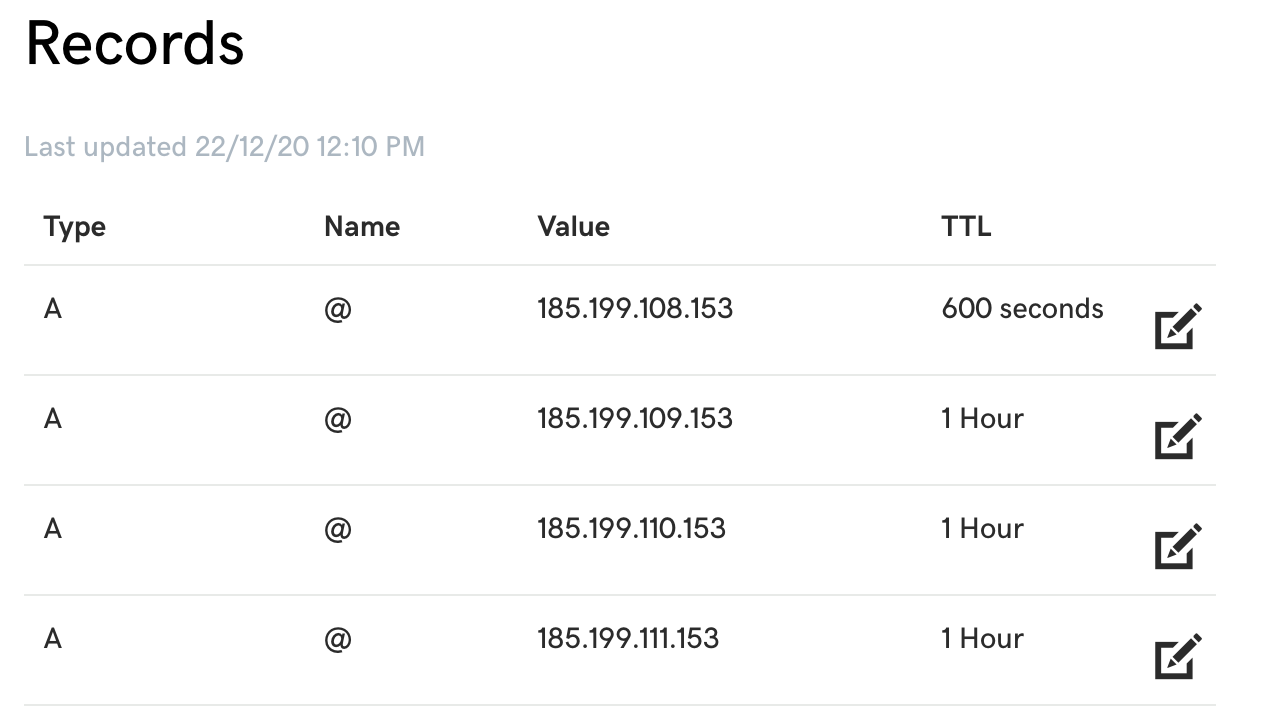 Records
Last updated 22/12/20 12:10 PM
Type Name Value TTL
A @ 185.199.108.153 600 seconds
A @ 185.199.109.153 1 Hour
A @ 185.199.110.153 1 Hour
A @ 185.199.111.153 1 Hour